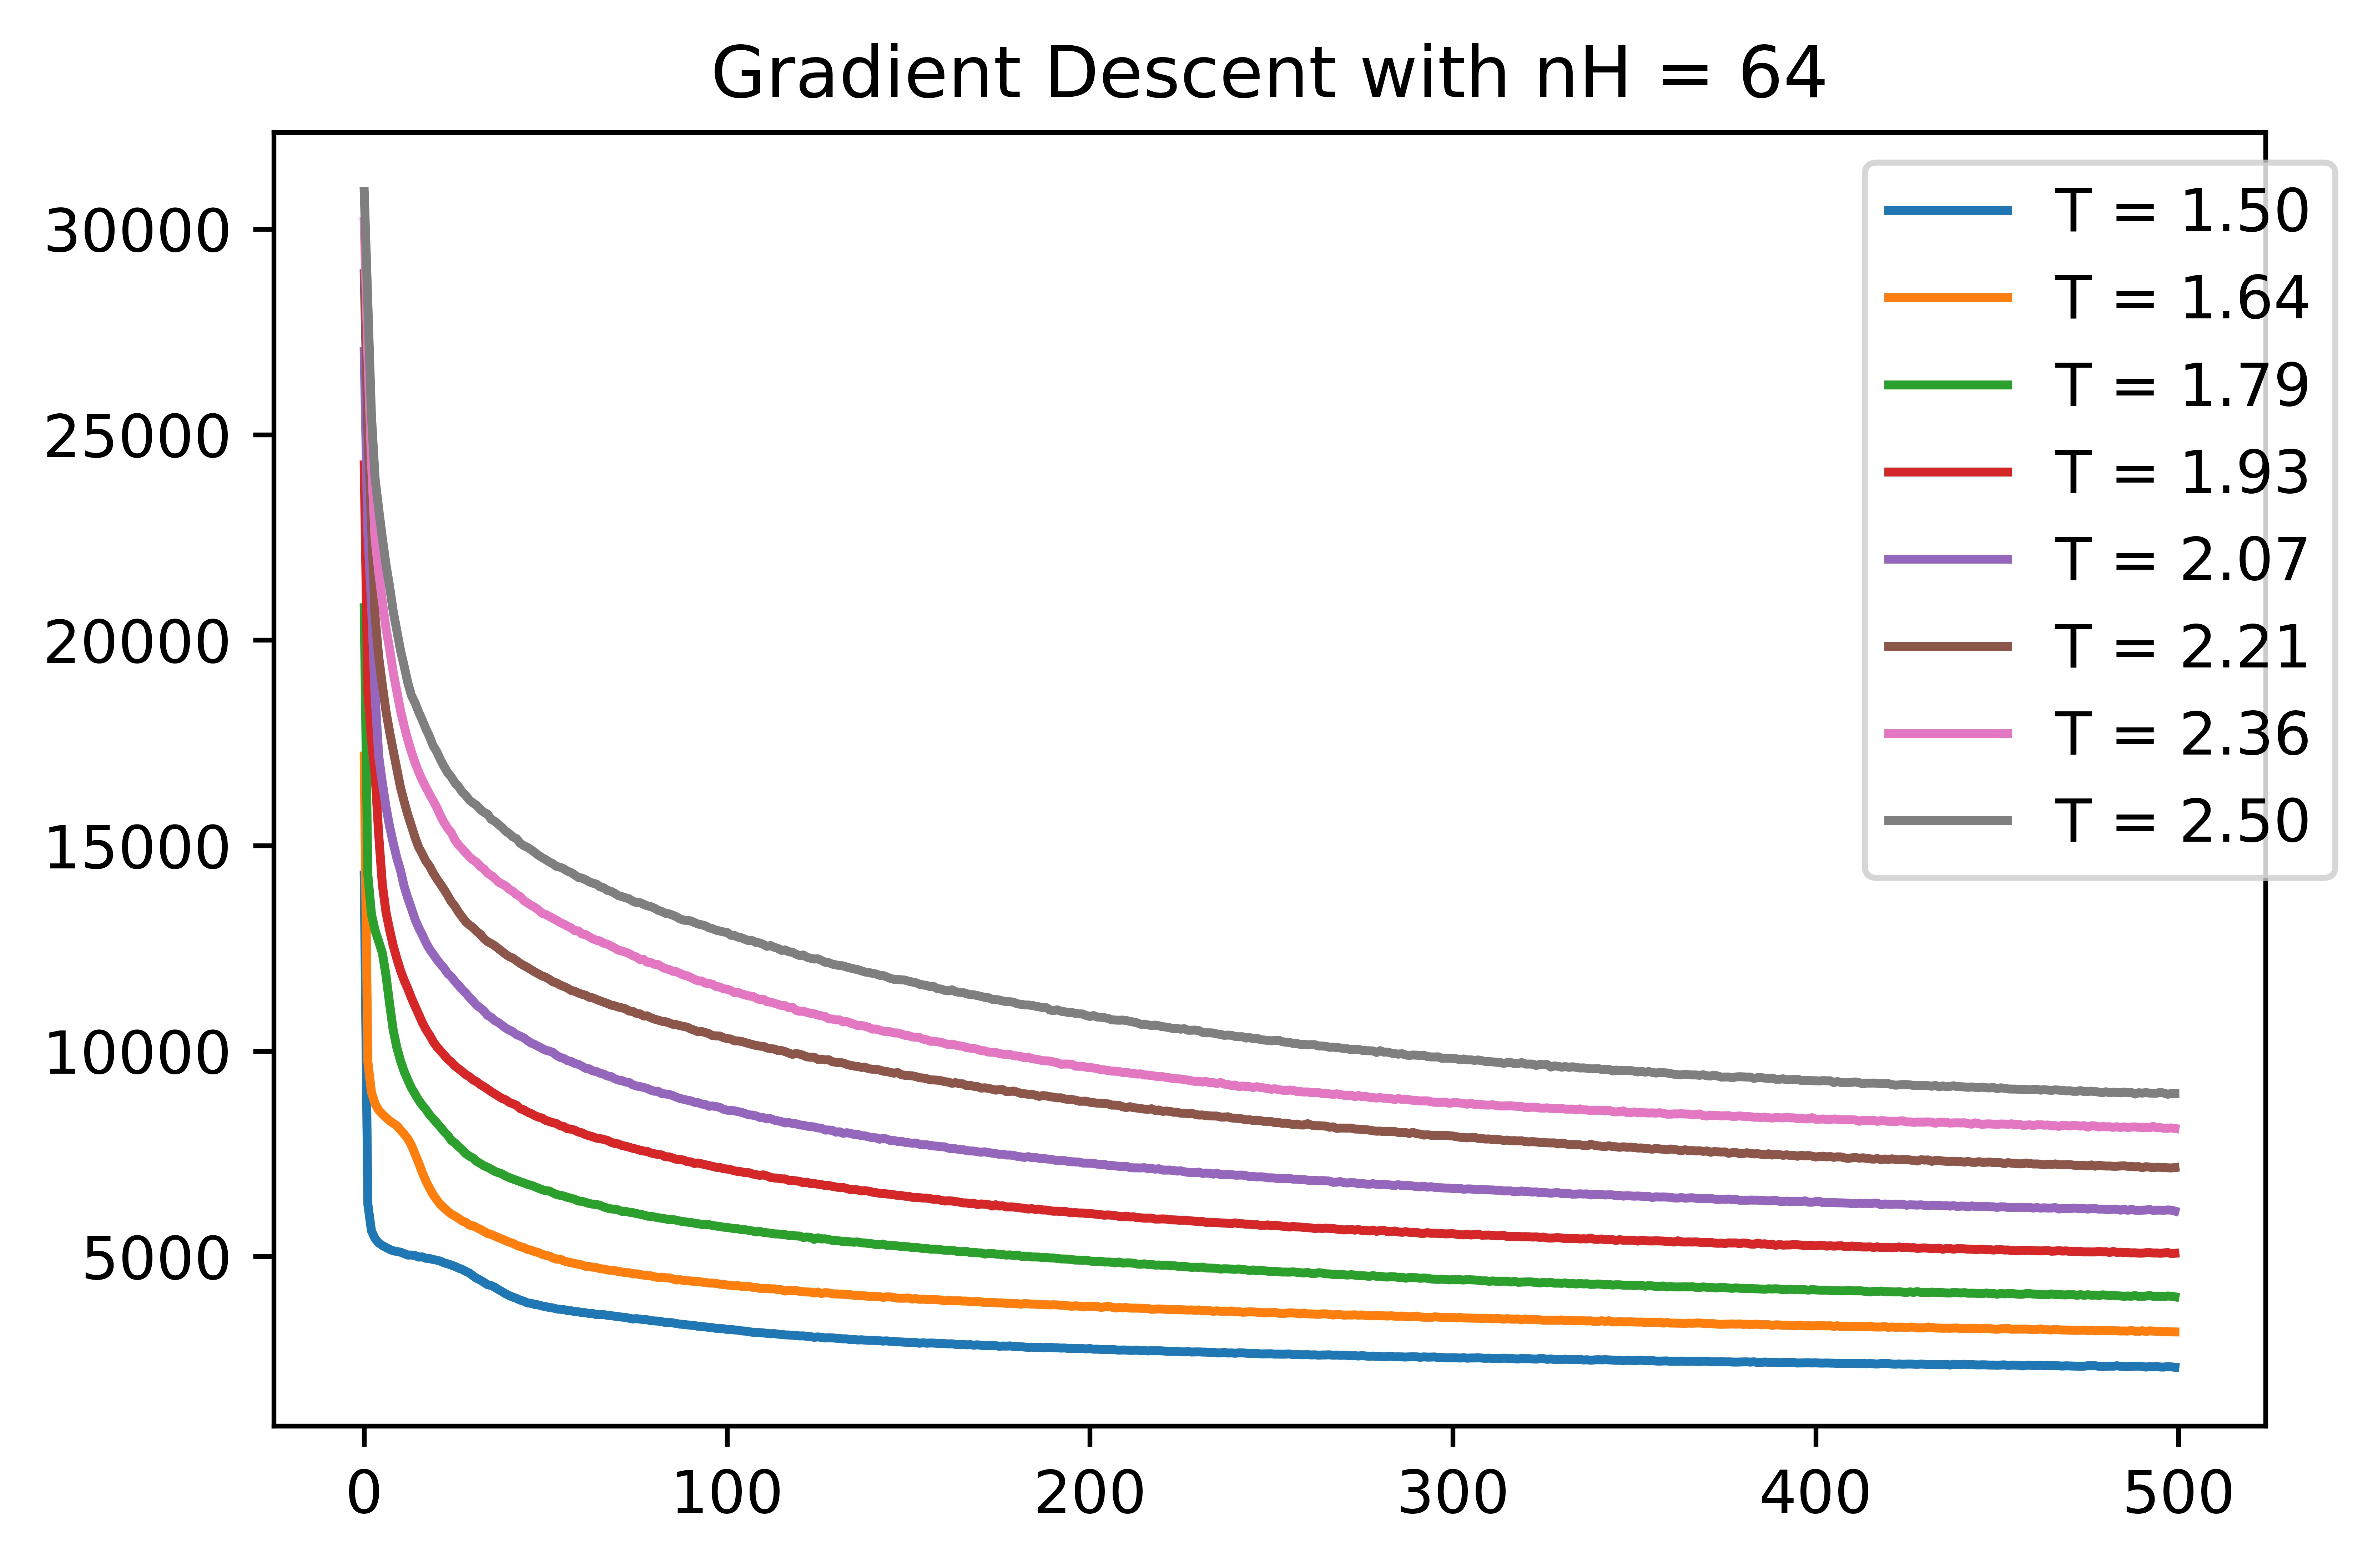 Gradient Descent with nH = 64
30000
25000
20000
15000
10000
5000
0 100 200 300 400 500
T = 1.50
T = 1.64
T = 1.79
T = 1.93
T = 2.07
T = 2.21
T = 2.36
T = 2.50